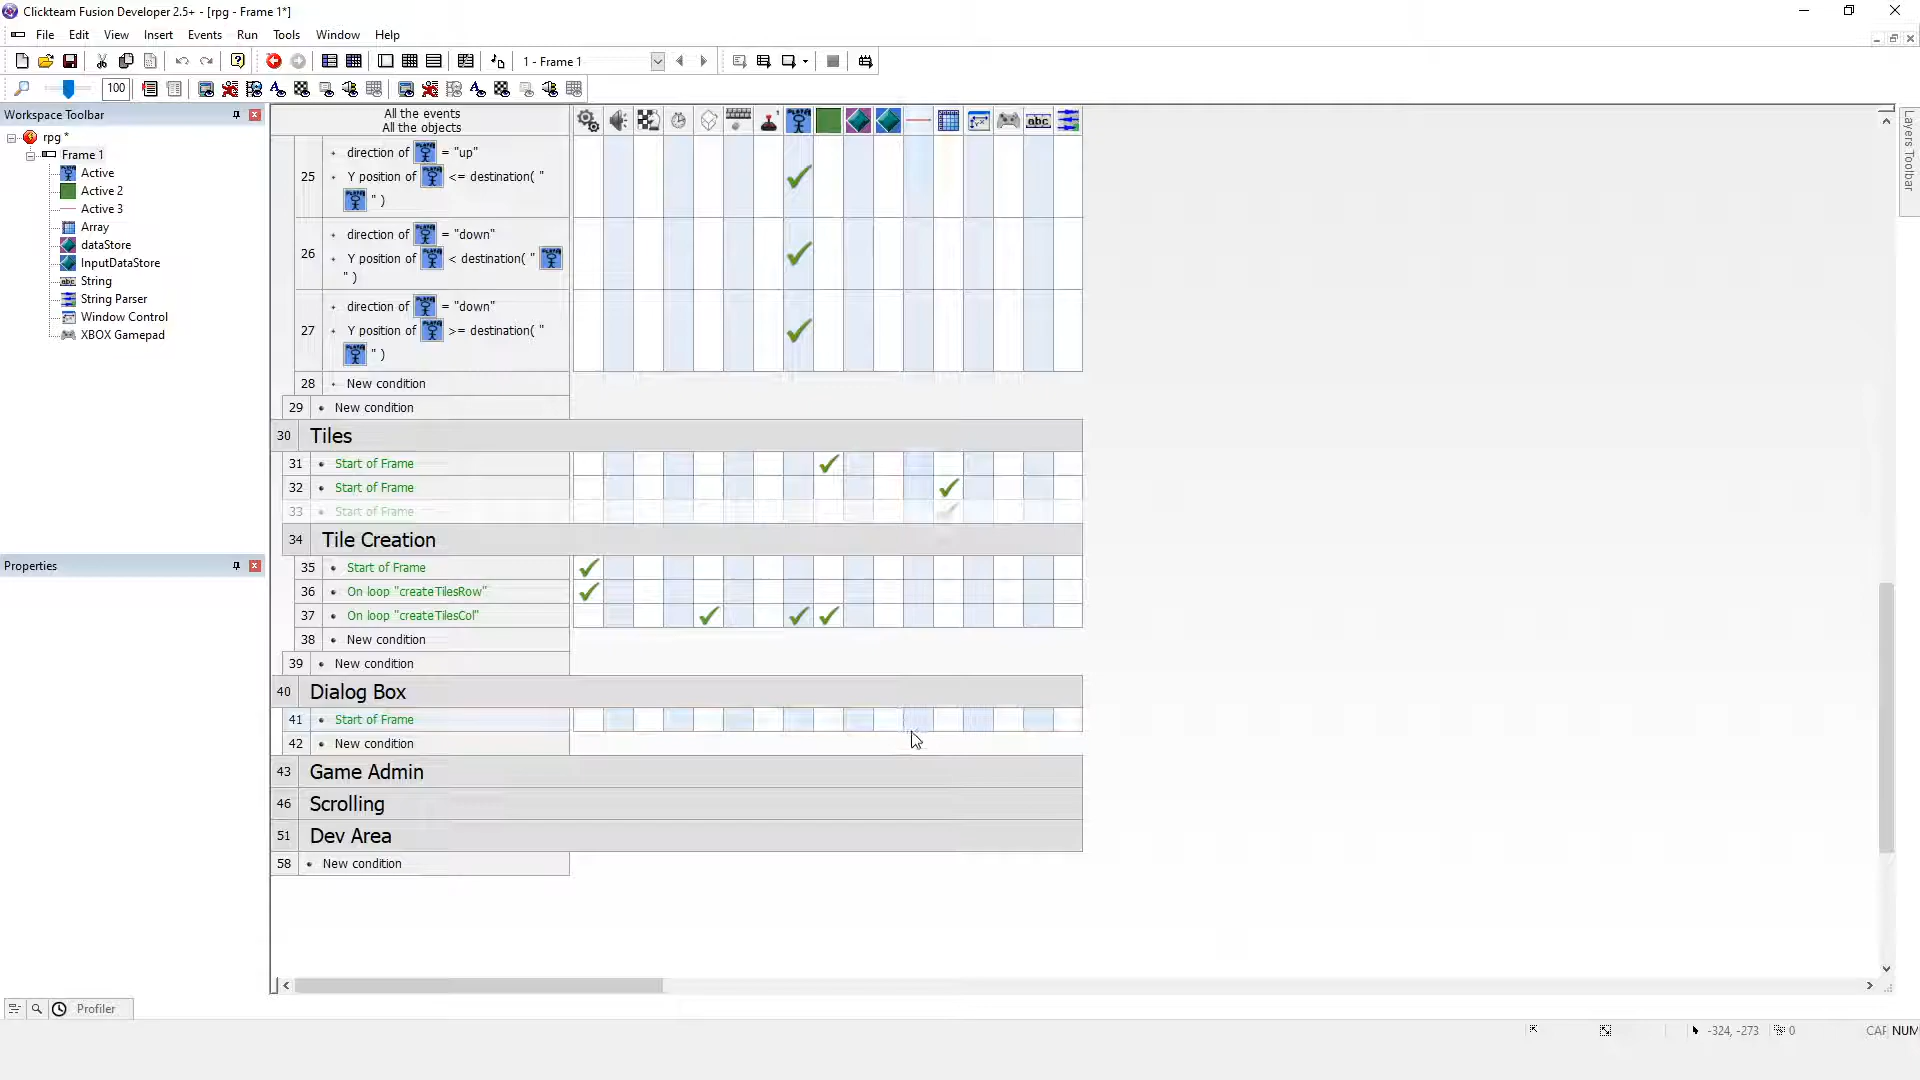 Clickteam Fusion Developer 2.5+ - [rpg - Frame 1*]
File Edit View Insert Events Run Tools Window Help
1 - Frame 1
100
Workspace Toolbar
rpg *
Frame 1
Active
Active 2
Active 3
Array
dataStore
InputDataStore
String
String Parser
Window Control
XBOX Gamepad
Properties
All the events
All the objects
25 direction of = "up"
Y position of <= destination( "
" )
26 direction of = "down"
Y position of < destination( "
" )
27 direction of = "down"
Y position of >= destination( "
" )
28 New condition
29 New condition
30 Tiles
31 Start of Frame
32 Start of Frame
33 Start of Frame
34 Tile Creation
35 Start of Frame
36 On loop "createTilesRow"
37 On loop "createTilesCol"
38 New condition
39 New condition
40 Dialog Box
41 Start of Frame
42 New condition
43 Game Admin
46 Scrolling
51 Dev Area
58 New condition
Layers Toolbar
Profiler
-324, -273
0
CAP NUM